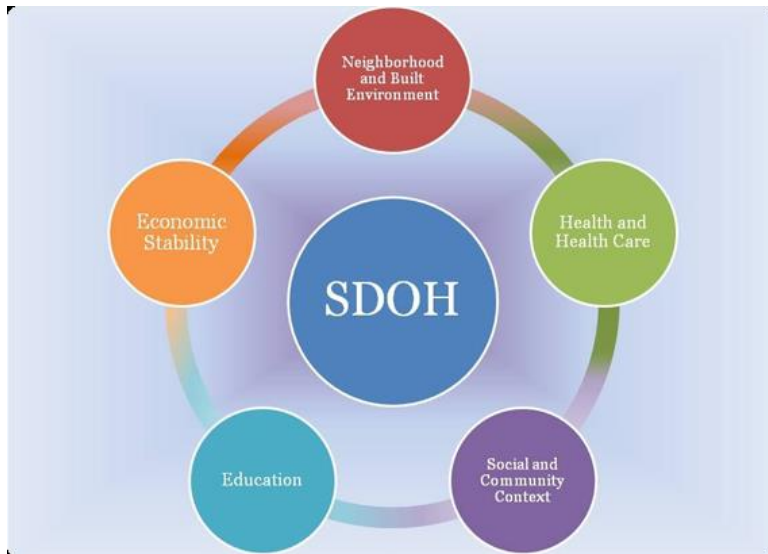 Neighborhood
and Built
Environment
Economic
Stability
Health and
Health Care
SDOH
Education
Social and
Community
Context